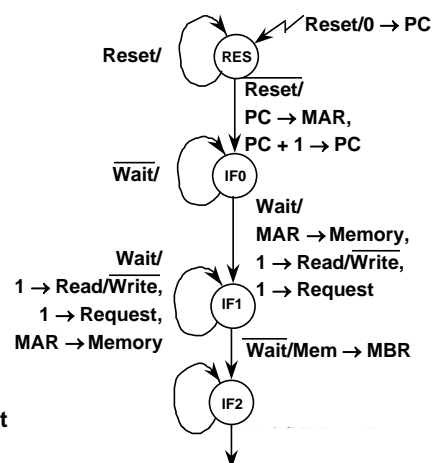 Reset/0 → PC
Reset/
RES
Reset/
PC → MAR,
PC + 1 → PC
Wait/
IF0
Wait/
MAR → Memory,
1 → Read/Write,
1 → Request
Wait/
1 → Read/Write,
1 → Request,
MAR → Memory
IF1
Wait/Mem → MBR
IF2
t